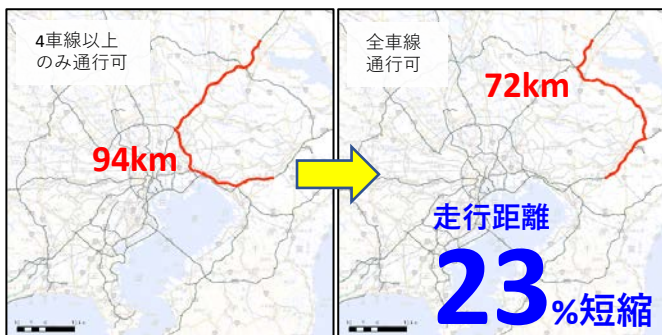 4車線以上
のみ通行可
94km
全車線
通行可
72km
走行距離
23%短縮